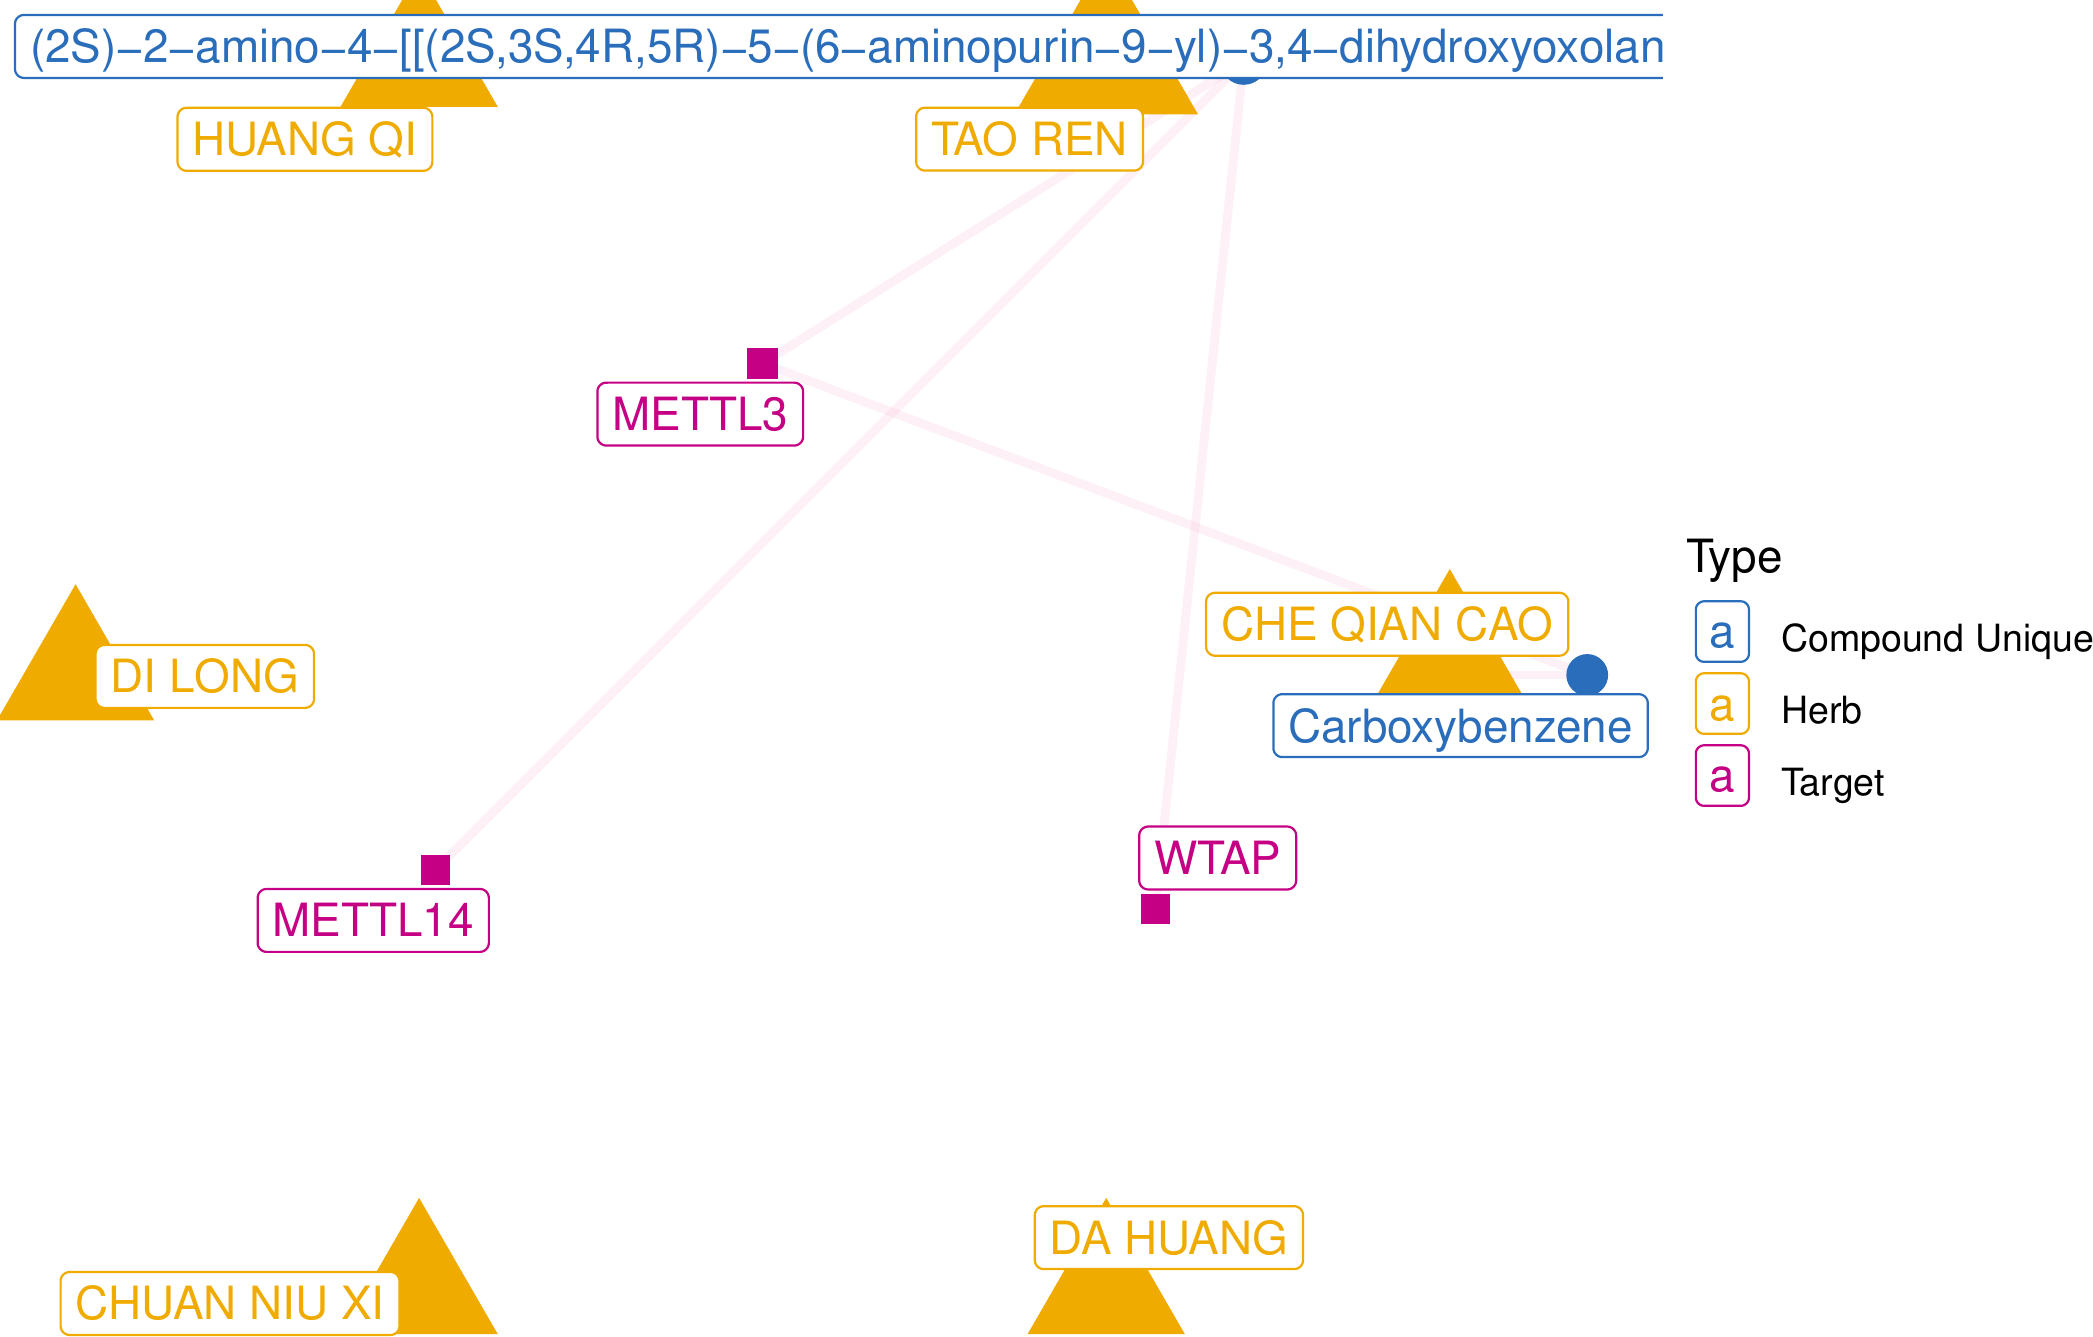 (2S)−2−amino−4−[[(2S,3S,4R,5R)−5−(6−aminopurin−9−yl)−3,4−dihydroxyoxolan
HUANG QI
TAO REN
METTL3
CHE QIAN CAO
DI LONG
Carboxybenzene
METTL14
WTAP
DA HUANG
CHUAN NIU XI
Type
a Compound Unique
a Herb
a Target